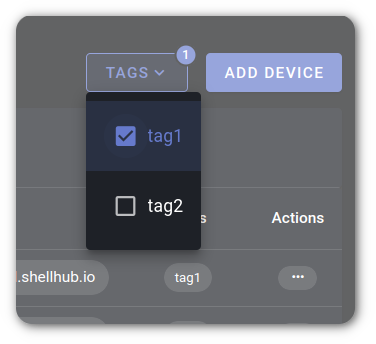 1
TAGS
ADD DEVICE
tag1
tag2
s
Actions
.shellhub.io
tag1